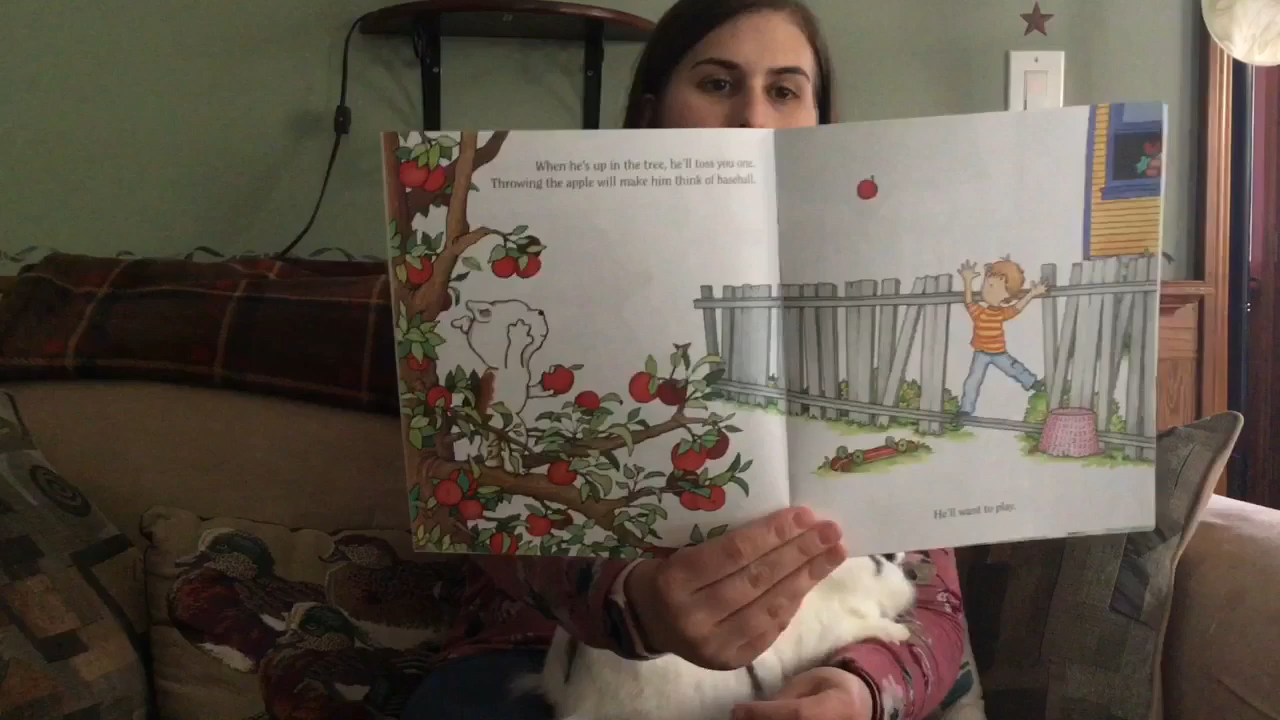 When he's up in the tree, he'll toss you one.
Throwing the apple will make him think of baseball.
He'll want to play.